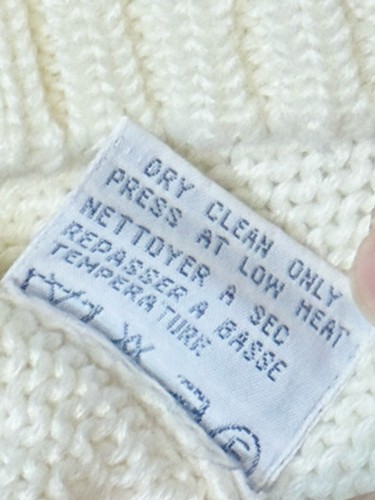 DRY CLEAN ONLY
PRESS AT LOW HEAT
NETTOYER A SEC
REPASSER A BASSE
TEMPERATURE